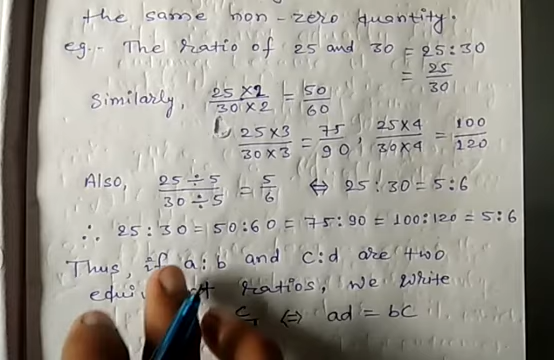 the same non-zero quantity.
eg:- The ratio of 25 and 30 = 25:30
= 25/30
Similarly, 25×2/30×2 = 50/60
25×3/30×3 = 75/90, 25×4/30×4 = 100/120
Also, 25÷5/30÷5 = 5/6 ⇔ 25:30 = 5:6
∴ 25:30 = 50:60 = 75:90 = 100:120 = 5:6
Thus, if a:b and c:d are two
ratios, we write
⇔ ad = bc